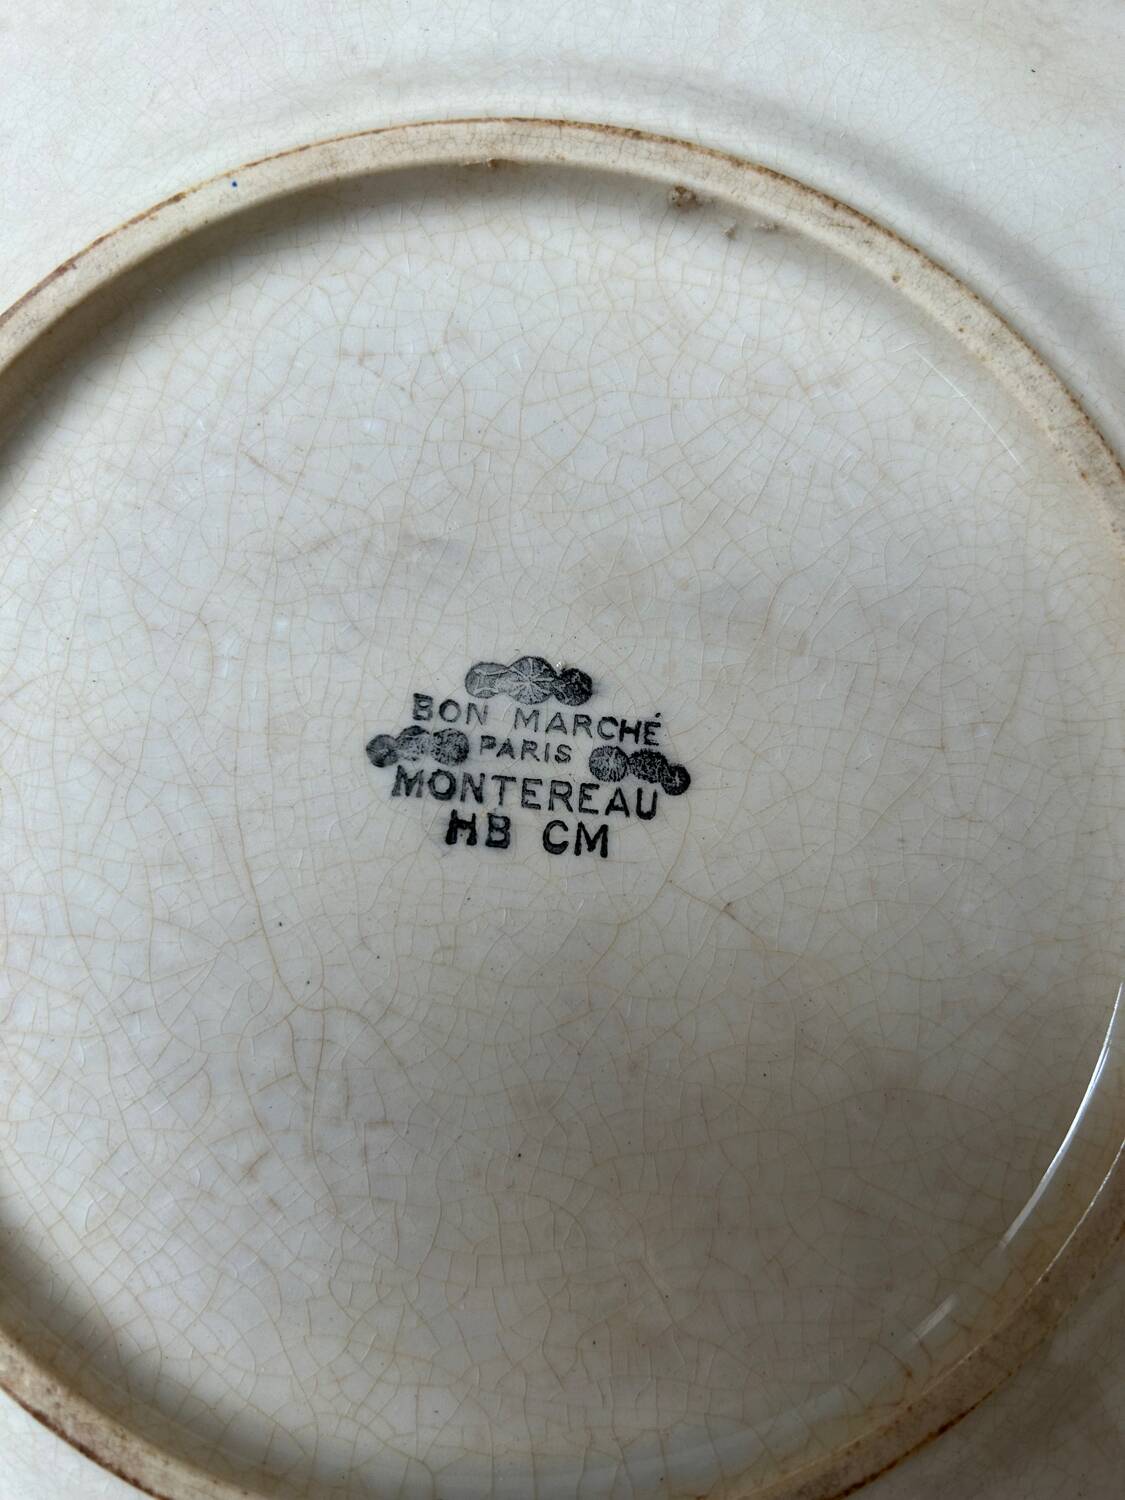 BON MARCHÉ
PARIS
MONTEREAU
HB CM